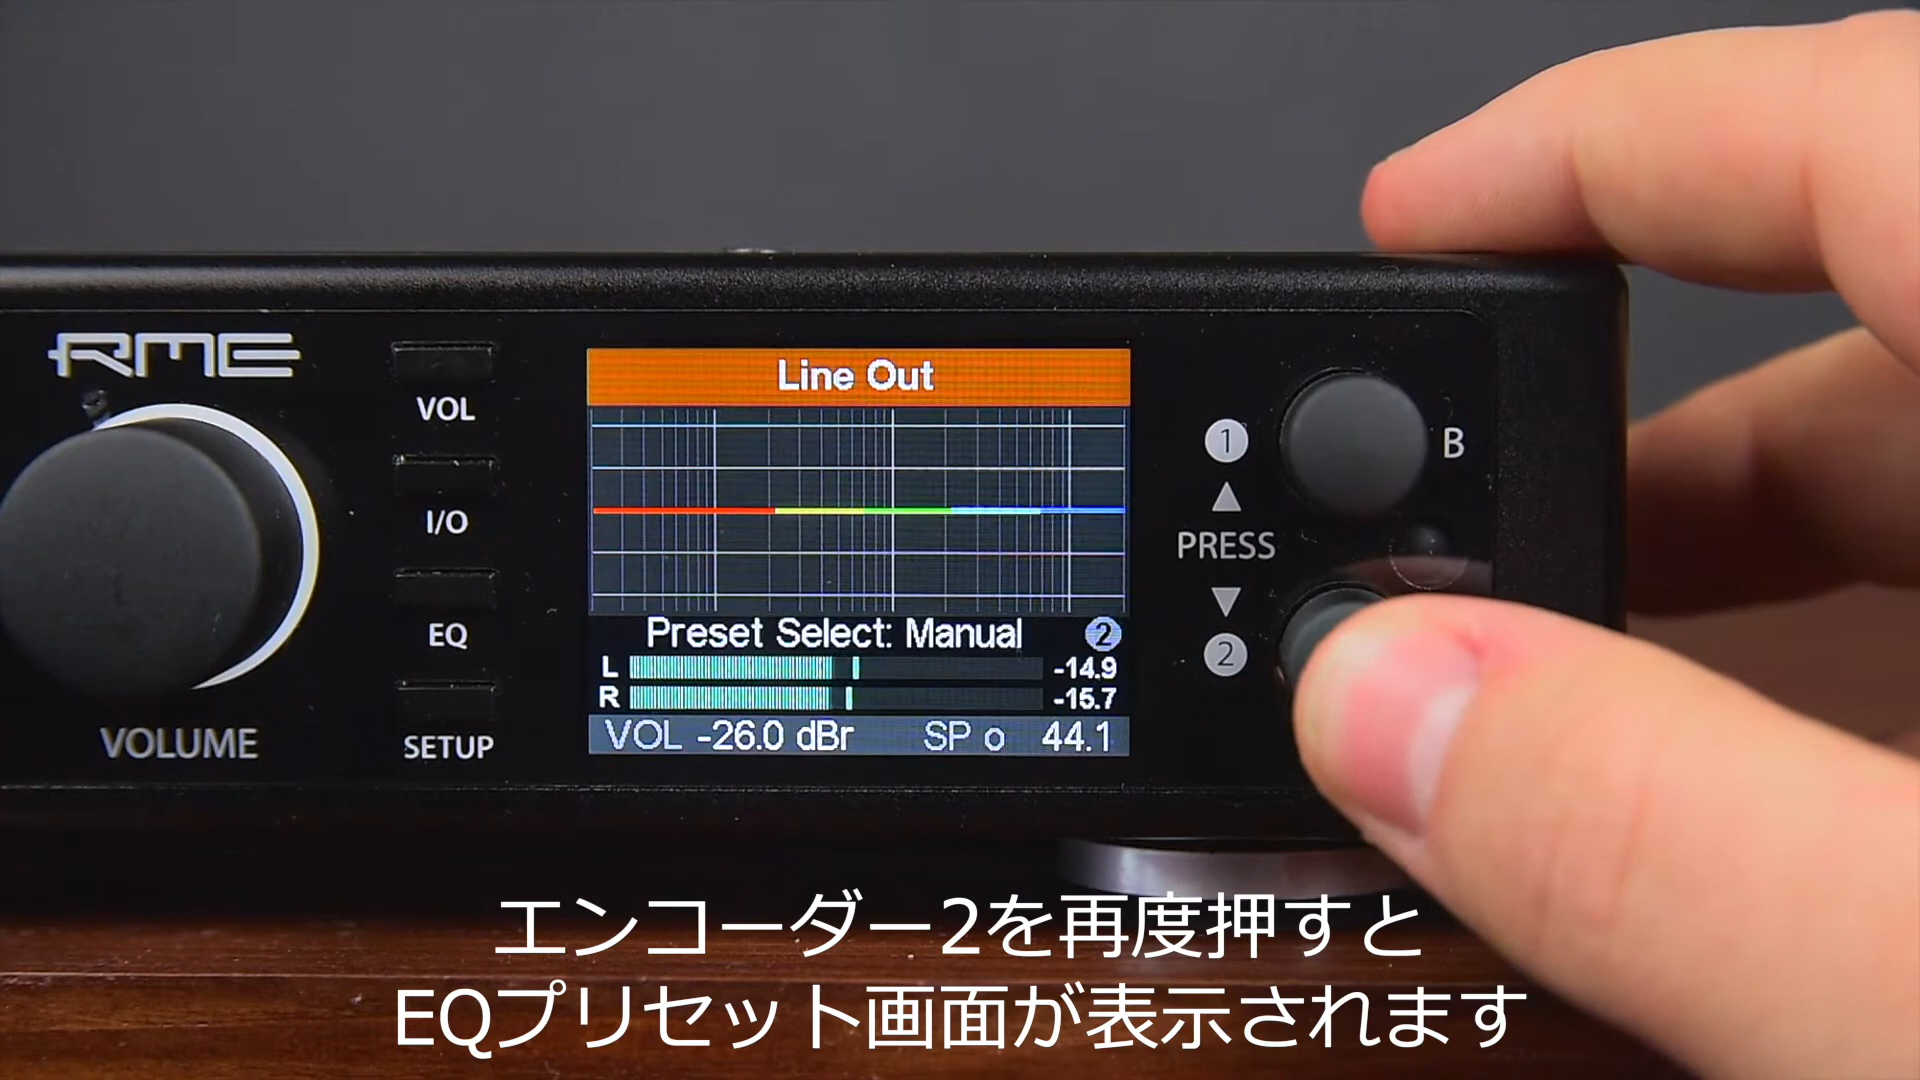 RME
VOLUME
VOL
I/O
EQ
SETUP
Line Out
Preset Select: Manual 2
L -14.9
R -15.7
VOL -26.0 dBr SP o 44.1
1
PRESS
2
B
エンコーダー2を再度押すと
EQプリセット画面が表示されます